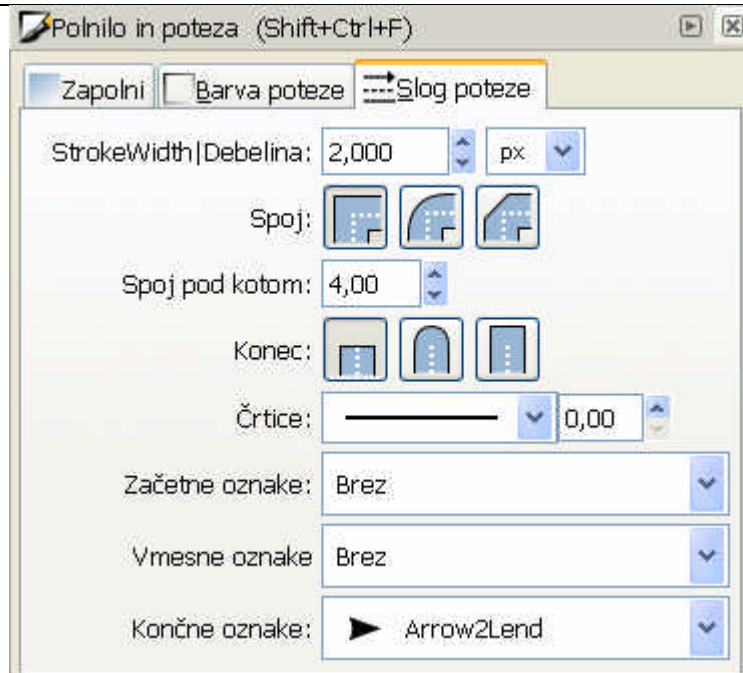 Polnilo in poteza (Shift+Ctrl+F)
Zapolni Barva poteze Slog poteze
StrokeWidth|Debelina: 2,000 px
Spoj:
Spoj pod kotom: 4,00
Konec:
Črtice: 0,00
Začetne oznake: Brez
Vmesne oznake Brez
Končne oznake: Arrow2Lend